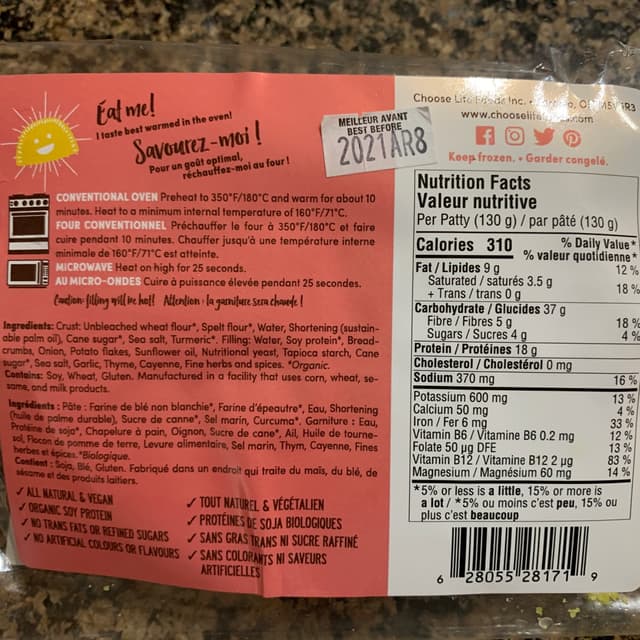 Eat me!
I taste best warmed in the oven!
Savourez-moi !
Pour un goût optimal,
réchauffez-moi au four !
CONVENTIONAL OVEN Preheat to 350°F/180°C and warm for about 10
minutes. Heat to a minimum internal temperature of 160°F/71°C.
FOUR CONVENTIONNEL Préchauffer le four à 350°F/180°C et faire
cuire pendant 10 minutes. Chauffer jusqu'à une température interne
minimale de 160°F/71°C est atteinte.
MICROWAVE Heat on high for 25 seconds.
AU MICRO-ONDES Cuire à puissance élevée pendant 25 secondes.
Caution: filling will be hot! Attention : la garniture sera chaude !
Ingredients: Crust: Unbleached wheat flour*, Spelt flour*, Water, Shortening (sustain-
able palm oil), Cane sugar*, Sea salt, Turmeric*. Filling: Water, Soy protein*, Bread-
crumbs, Onion, Potato flakes, Sunflower oil, Nutritional yeast, Tapioca starch, Cane
sugar*, Sea salt, Garlic, Thyme, Cayenne, Fine herbs and spices. *Organic.
Contains: Soy, Wheat, Gluten. Manufactured in a facility that uses corn, wheat, se-
same, and milk products.
Ingrédients : Pâte : Farine de blé non blanchie*, Farine d'épeautre*, Eau, Shortening
(huile de palme durable), Sucre de canne*, Sel marin, Curcuma*. Garniture : Eau,
Protéine de soja*, Chapelure à pain, Oignon, Sucre de cane*, Ail, Huile de tourne-
sol, Flocon de pomme de terre, Levure alimentaire, Sel marin, Thym, Cayenne, Fines
herbes et épices. *Biologique.
Contient : Soja, Blé, Gluten. Fabriqué dans un endroit qui traite du maïs, du blé, de
sésame et des produits laitiers.
✓ ALL NATURAL & VEGAN
✓ ORGANIC SOY PROTEIN
✓ NO TRANS FATS OR REFINED SUGARS
✓ NO ARTIFICIAL COLOURS OR FLAVOURS
✓ TOUT NATUREL & VÉGÉTALIEN
✓ PROTÉINES DE SOJA BIOLOGIQUES
✓ SANS GRAS TRANS NI SUCRE RAFFINÉ
✓ SANS COLORANTS NI SAVEURS
ARTIFICIELLES
MEILLEUR AVANT
BEST BEFORE
2021AR8
Choose Life Foods Inc.
Keep frozen. • Garder congelé.
Nutrition Facts
Valeur nutritive
Per Patty (130 g) / par pâté (130 g)
Calories 310
% Daily Value*
% valeur quotidienne*
Fat / Lipides 9 g 12 %
Saturated / saturés 3.5 g
+ Trans / trans 0 g 18 %
Carbohydrate / Glucides 37 g
Fibre / Fibres 5 g 18 %
Sugars / Sucres 4 g 4 %
Protein / Protéines 18 g
Cholesterol / Cholestérol 0 mg
Sodium 370 mg 16 %
Potassium 600 mg 13 %
Calcium 50 mg 4 %
Iron / Fer 6 mg 33 %
Vitamin B6 / Vitamine B6 0.2 mg 12 %
Folate 50 µg DFE 13 %
Vitamin B12 / Vitamine B12 2 µg 83 %
Magnesium / Magnésium 60 mg 14 %
*5% or less is a little, 15% or more is
a lot / *5% ou moins c'est peu, 15% ou
plus c'est beaucoup
6 28055 28171 9